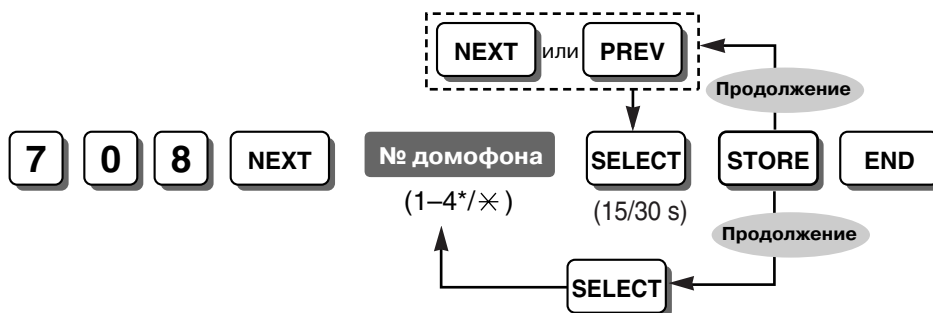 NEXT или PREV
Продолжение
7 0 8 NEXT № домофона SELECT STORE END
(1–4*/✳) (15/30 s)
Продолжение
SELECT